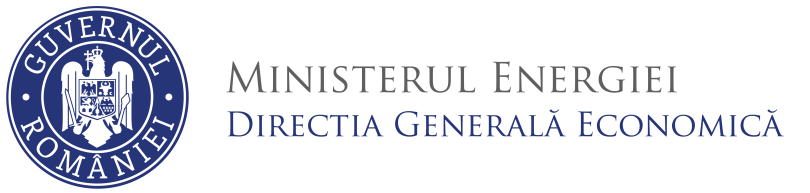 GUVERNUL
ROMÂNIEI
MINISTERUL ENERGIEI
DIRECTIA GENERALĂ ECONOMICĂ